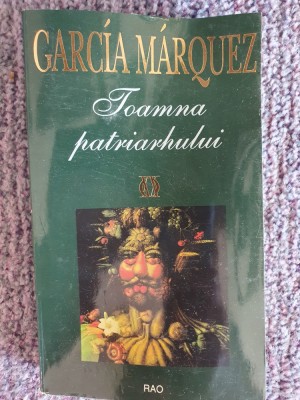 GARCÍA MÁRQUEZ
Toamna
patriarhului
RAO